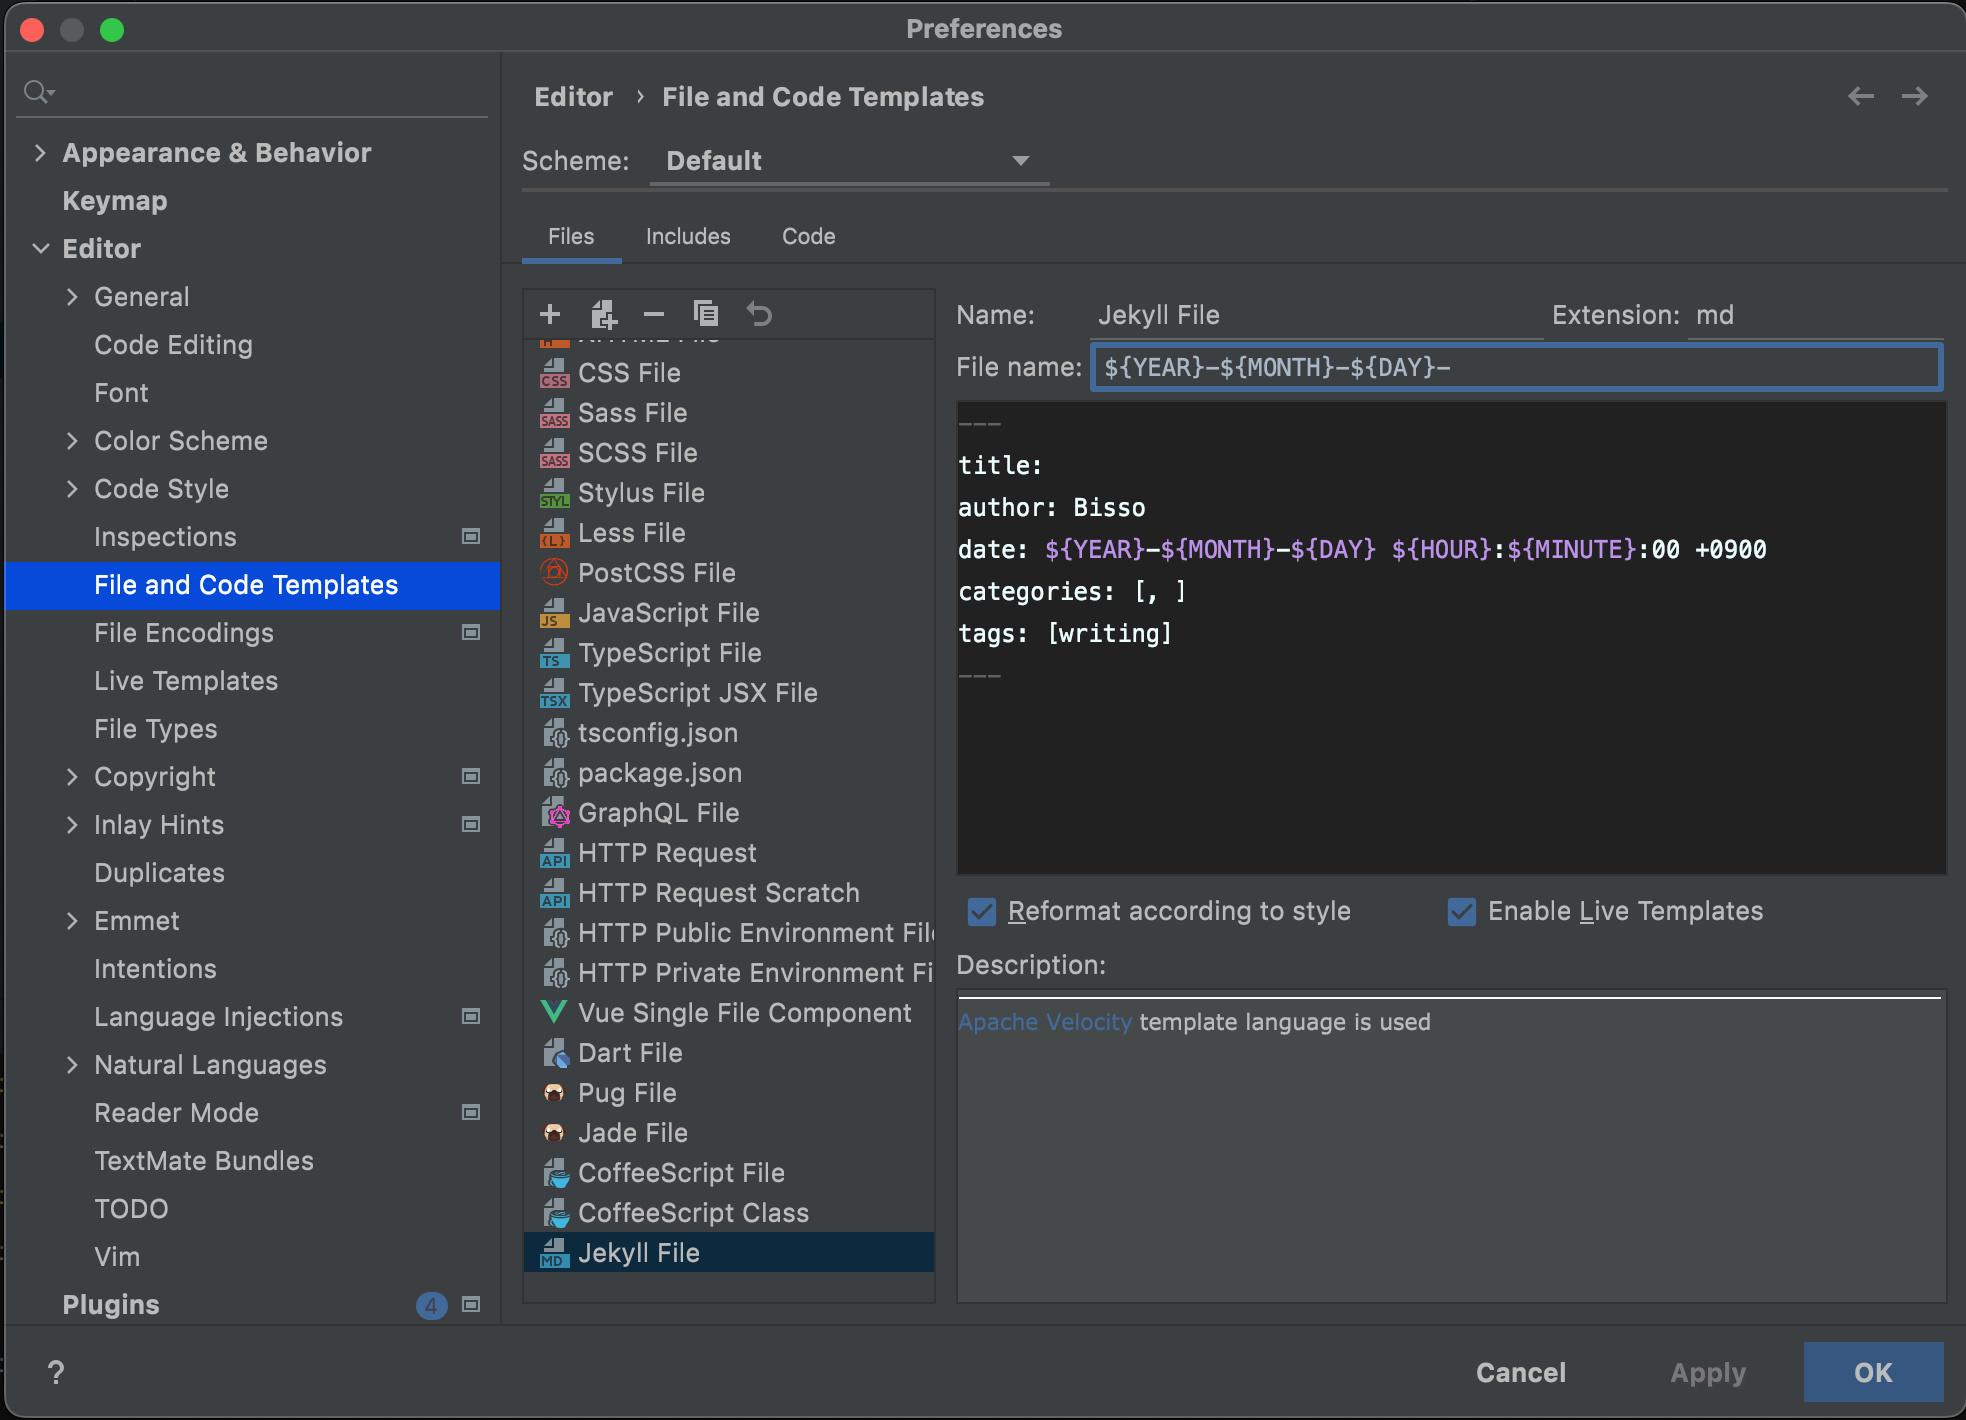 Preferences
Appearance & Behavior
Keymap
Editor
General
Code Editing
Font
Color Scheme
Code Style
Inspections
File and Code Templates
File Encodings
Live Templates
File Types
Copyright
Inlay Hints
Duplicates
Emmet
Intentions
Language Injections
Natural Languages
Reader Mode
TextMate Bundles
TODO
Vim
Plugins 4
?
Editor › File and Code Templates
Scheme: Default
Files Includes Code
CSS File
Sass File
SCSS File
Stylus File
Less File
PostCSS File
JavaScript File
TypeScript File
TypeScript JSX File
tsconfig.json
package.json
GraphQL File
HTTP Request
HTTP Request Scratch
HTTP Public Environment File
HTTP Private Environment Fi
Vue Single File Component
Dart File
Pug File
Jade File
CoffeeScript File
CoffeeScript Class
Jekyll File
Name: Jekyll File Extension: md
File name: ${YEAR}-${MONTH}-${DAY}-
---
title:
author: Bisso
date: ${YEAR}-${MONTH}-${DAY} ${HOUR}:${MINUTE}:00 +0900
categories: [, ]
tags: [writing]
---
Reformat according to style Enable Live Templates
Description:
Apache Velocity template language is used
Cancel Apply OK